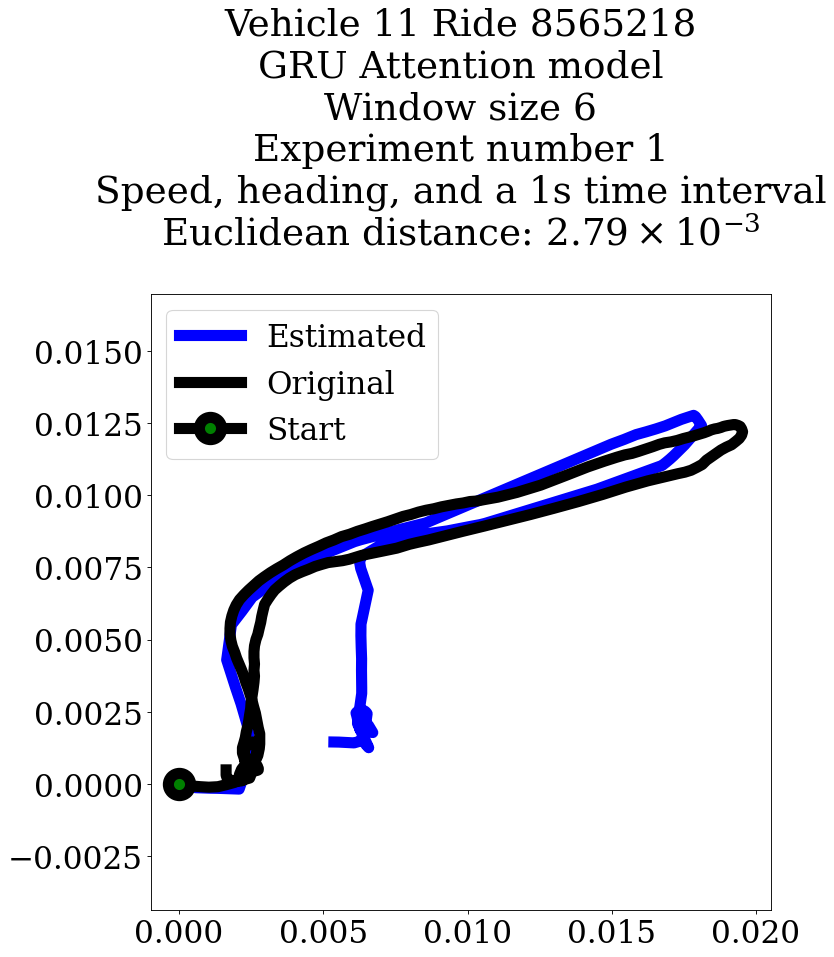 Vehicle 11 Ride 8565218
GRU Attention model
Window size 6
Experiment number 1
Speed, heading, and a 1s time interval
Euclidean distance: 2.79 × 10⁻³
Estimated
Original
Start
0.0150
0.0125
0.0100
0.0075
0.0050
0.0025
0.0000
−0.0025
0.000 0.005 0.010 0.015 0.020